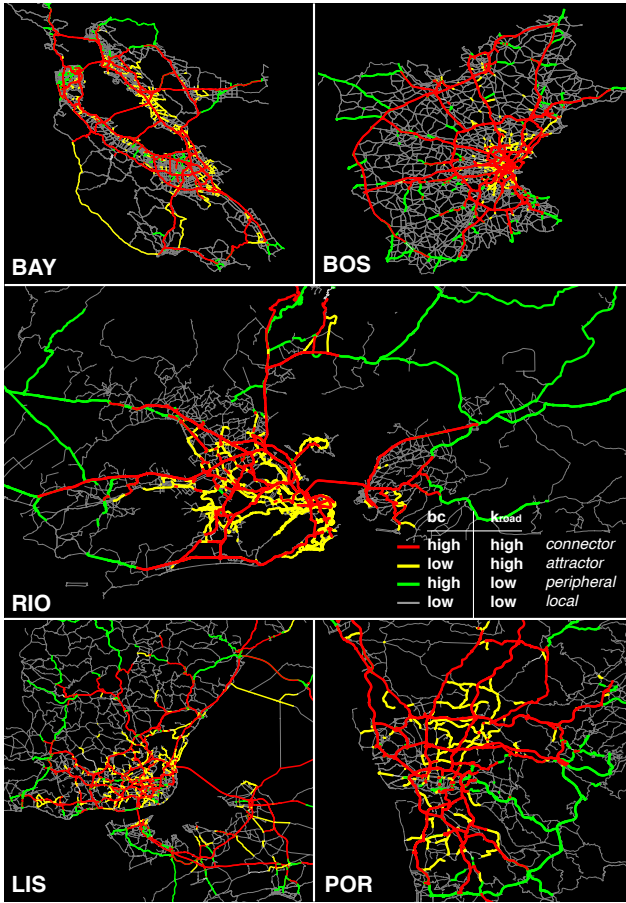 BAY
BOS
bc kroad
high high connector
low high attractor
high low peripheral
low low local
RIO
LIS
POR